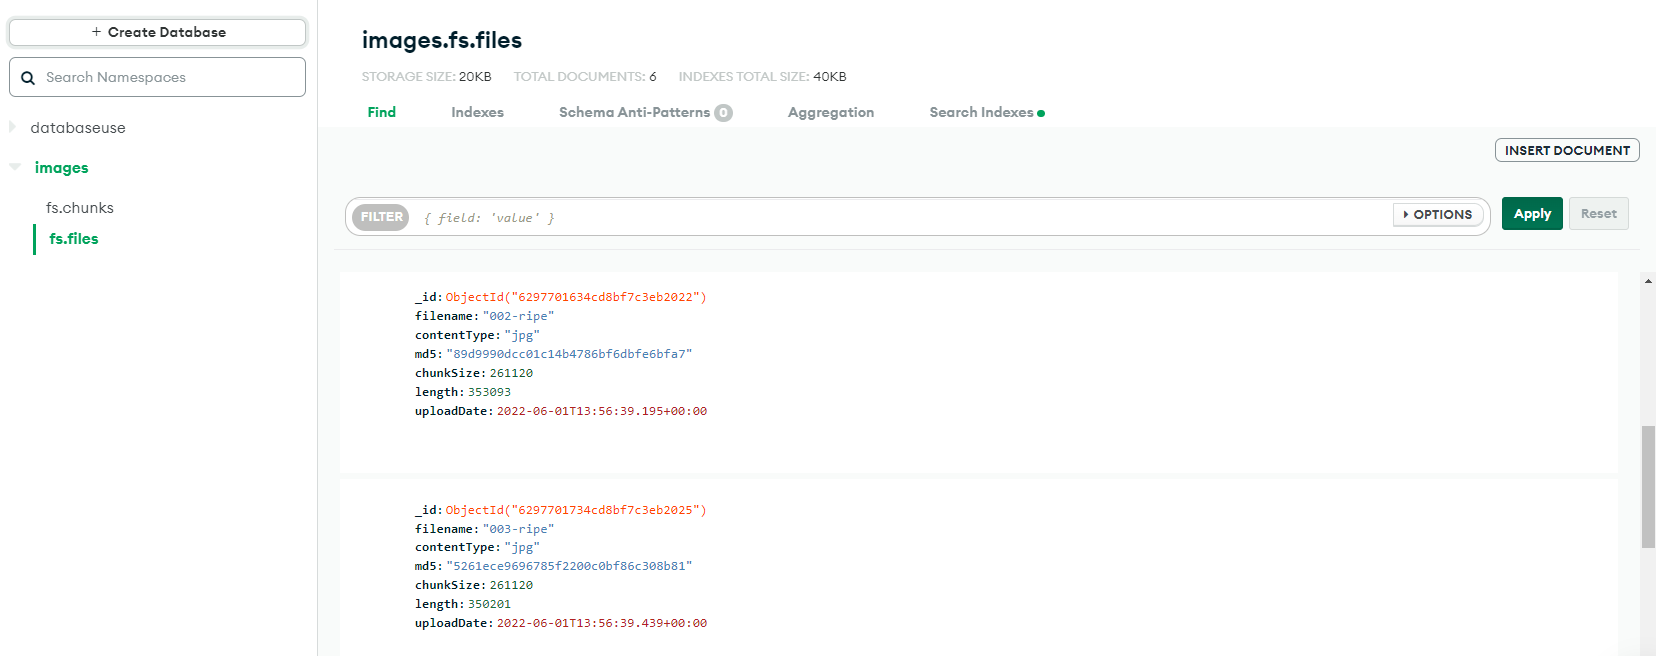 + Create Database
Search Namespaces
databaseuse
images
fs.chunks
fs.files
images.fs.files
STORAGE SIZE: 20KB TOTAL DOCUMENTS: 6 INDEXES TOTAL SIZE: 40KB
Find Indexes Schema Anti-Patterns 0 Aggregation Search Indexes
INSERT DOCUMENT
FILTER { field: 'value' } OPTIONS Apply Reset
_id: ObjectId("6297701634cd8bf7c3eb2022")
filename: "002-ripe"
contentType: "jpg"
md5: "89d9990dcc01c14b4786bf6dbfe6bfa7"
chunkSize: 261120
length: 353093
uploadDate: 2022-06-01T13:56:39.195+00:00
_id: ObjectId("6297701734cd8bf7c3eb2025")
filename: "003-ripe"
contentType: "jpg"
md5: "5261ece9696785f2200c0bf86c308b81"
chunkSize: 261120
length: 350201
uploadDate: 2022-06-01T13:56:39.439+00:00